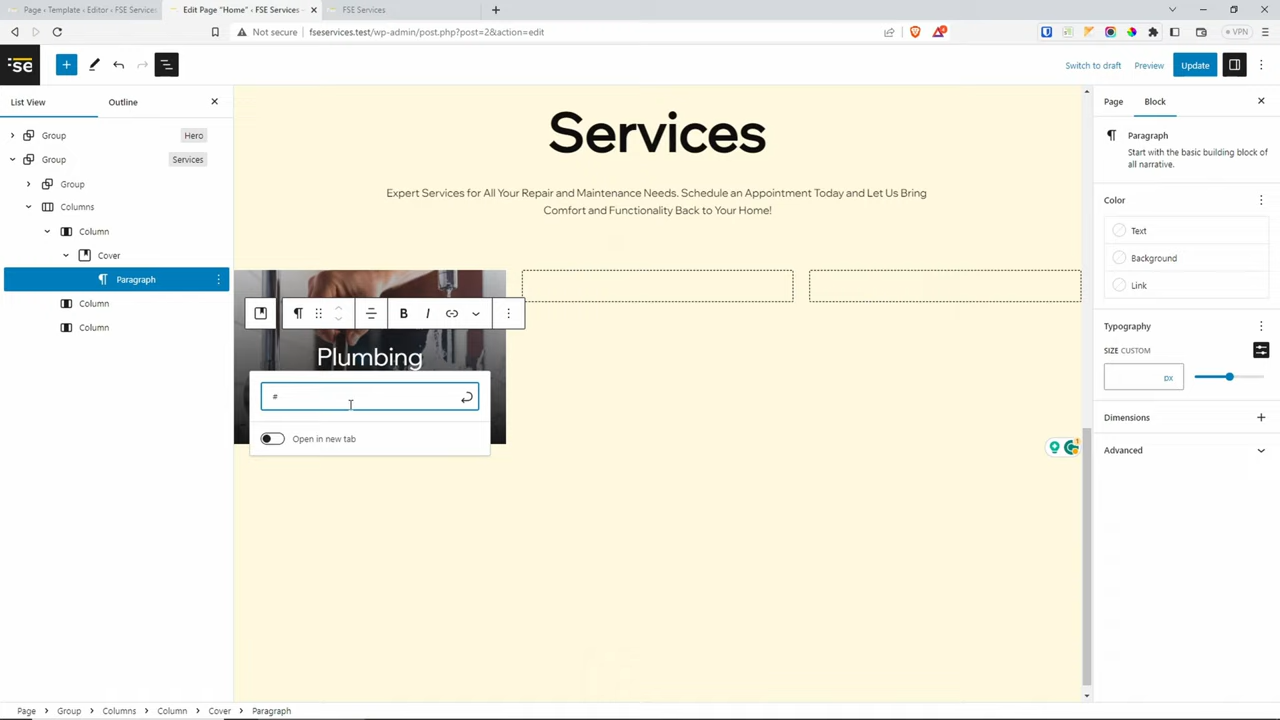 Page ‹ Template ‹ Editor ‹ FSE Services
Edit Page "Home" ‹ FSE Services
FSE Services
Not secure
fseservices.test/wp-admin/post.php?post=2&action=edit
VPN
:se
Switch to draft
Preview
Update
List View
Outline
Page
Block
Group
Hero
Group
Services
Group
Columns
Column
Cover
Paragraph
Column
Column
Services
Expert Services for All Your Repair and Maintenance Needs. Schedule an Appointment Today and Let Us Bring
Comfort and Functionality Back to Your Home!
B
I
Plumbing
#
Open in new tab
Paragraph
Start with the basic building block of
all narrative.
Color
Text
Background
Link
Typography
SIZE CUSTOM
px
Dimensions
Advanced
Page › Group › Columns › Column › Cover › Paragraph